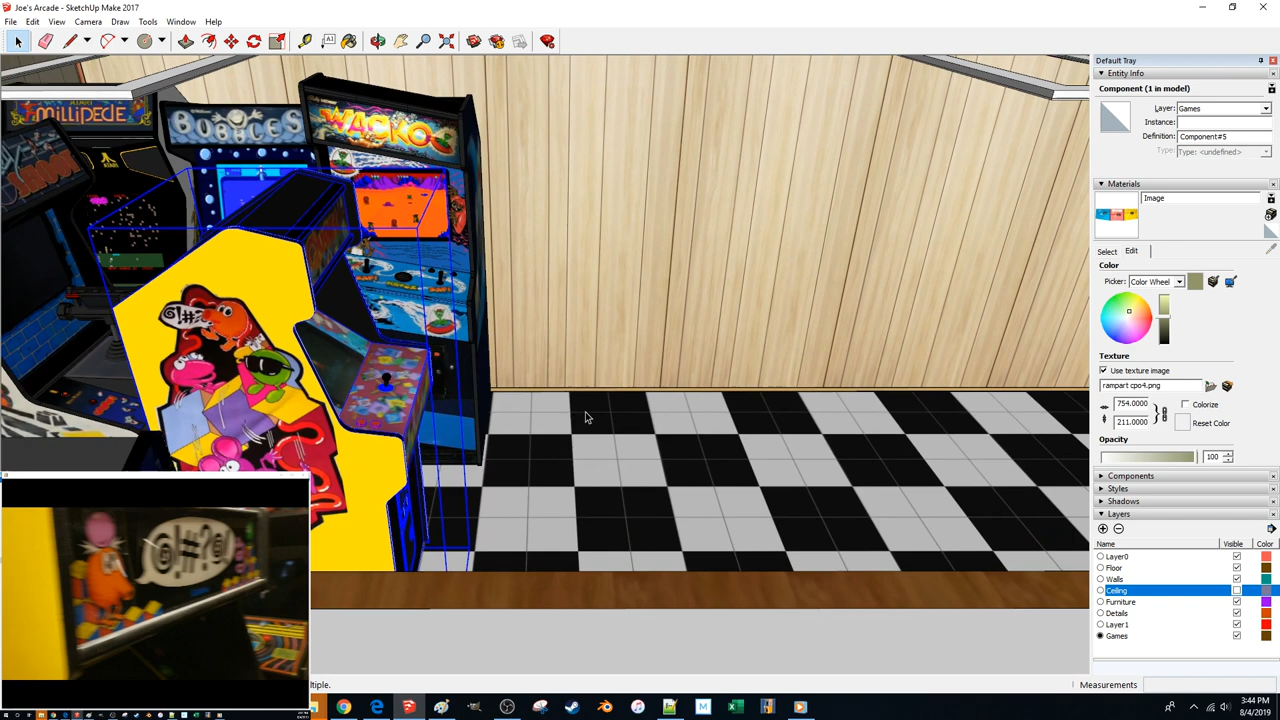 Joe's Arcade - SketchUp Make 2017
File Edit View Camera Draw Tools Window Help
Default Tray
Entity Info
Component (1 in model)
Layer: Games
Instance:
Definition: Component#5
Type: Type: <undefined>
Materials
Image
Select Edit
Color
Picker: Color Wheel
Texture
Use texture image
rampart cpo4.png
754.0000
Colorize
211.0000
Reset Color
Opacity
100
Components
Styles
Shadows
Layers
Name Visible Color
Layer0
Floor
Walls
Ceiling
Furniture
Details
Layer1
Games
ATARI
MILLIPEDE
BUBBLES
WACKO
@!#?
@!#?@!
ltiple.
Measurements
3:44 PM
8/4/2019